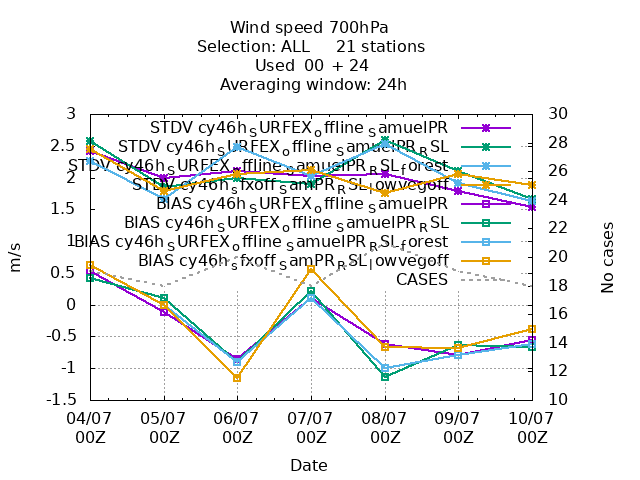 Wind speed 700hPa
Selection: ALL 21 stations
Used 00 + 24
Averaging window: 24h
3
2.5
2
1.5
1
0.5
0
-0.5
-1
-1.5
m/s
30
28
26
24
22
20
18
16
14
12
10
No cases
STDV cy46h_SURFEX_offline_SamuelPR
STDV cy46h_SURFEX_offline_SamuelPR_RSL
STDV cy46h_SURFEX_offline_SamuelPR_RSL_forest
STDV cy46h_sfxoff_SamPR_RSL_lowvegoff
BIAS cy46h_SURFEX_offline_SamuelPR
BIAS cy46h_SURFEX_offline_SamuelPR_RSL
BIAS cy46h_SURFEX_offline_SamuelPR_RSL_forest
BIAS cy46h_sfxoff_SamPR_RSL_lowvegoff
CASES
04/07 05/07 06/07 07/07 08/07 09/07 10/07
00Z 00Z 00Z 00Z 00Z 00Z 00Z
Date